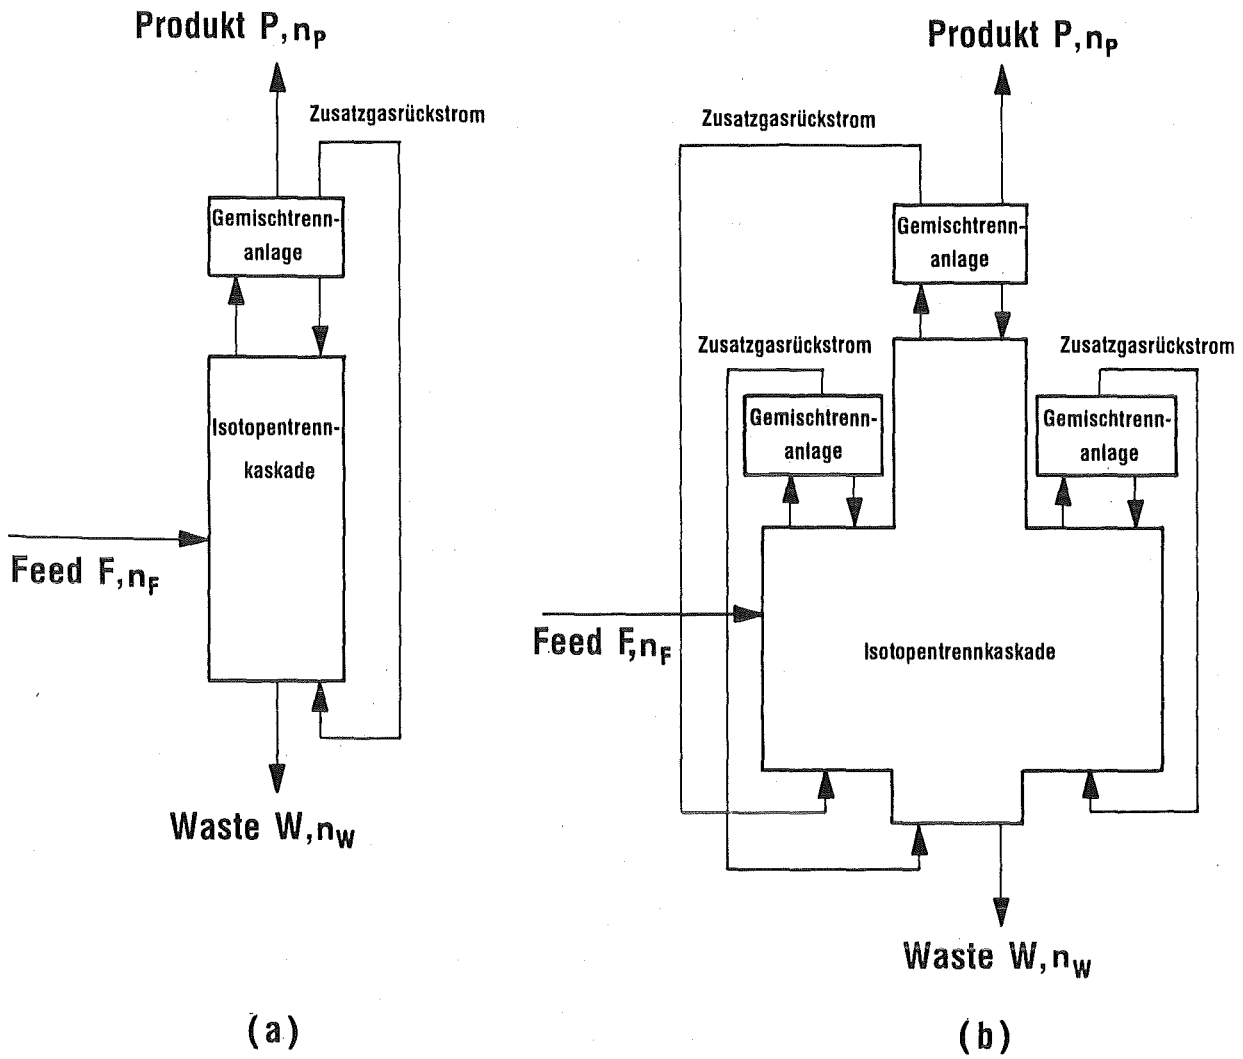 Produkt P, nP
Zusatzgasrückstrom
Gemischtrenn-
anlage
Isotopentrenn-
kaskade
Feed F, nF
Waste W, nW
(a)
Produkt P, nP
Zusatzgasrückstrom
Gemischtrenn-
anlage
Zusatzgasrückstrom
Gemischtrenn-
anlage
Zusatzgasrückstrom
Gemischtrenn-
anlage
Feed F, nF
Isotopentrennkaskade
Waste W, nW
(b)